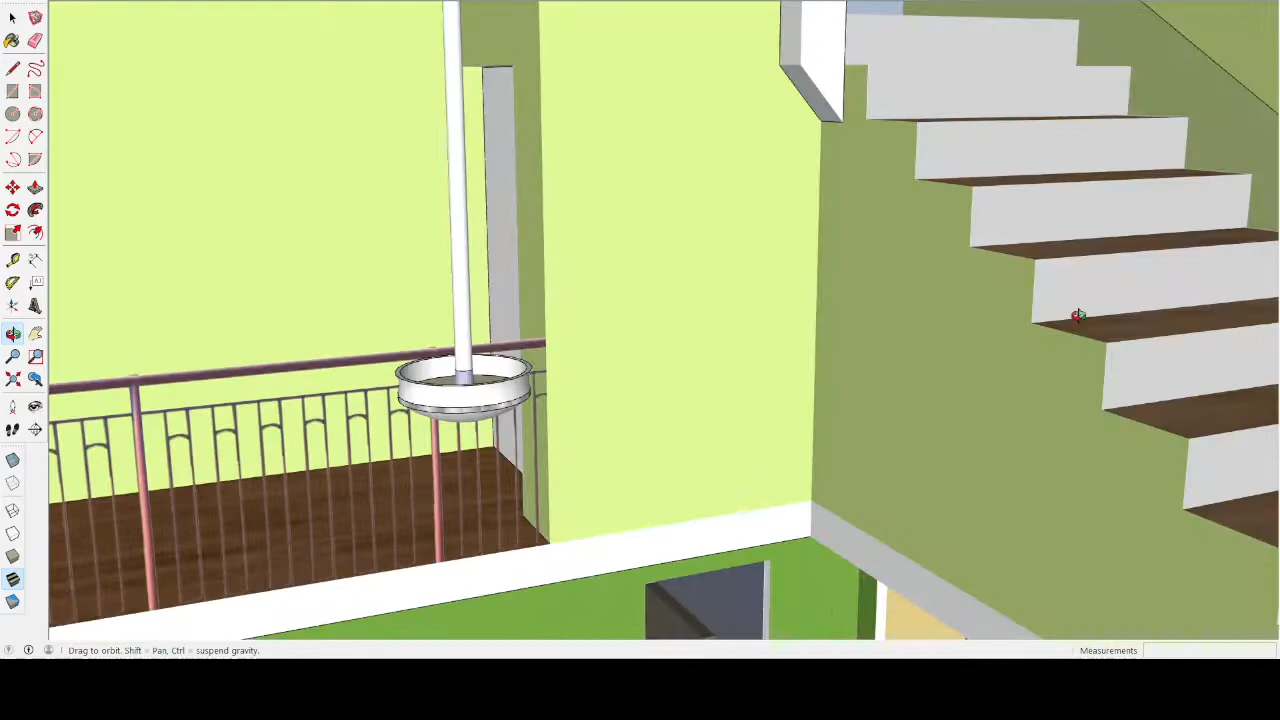 Drag to orbit. Shift = Pan, Ctrl = suspend gravity.
Measurements